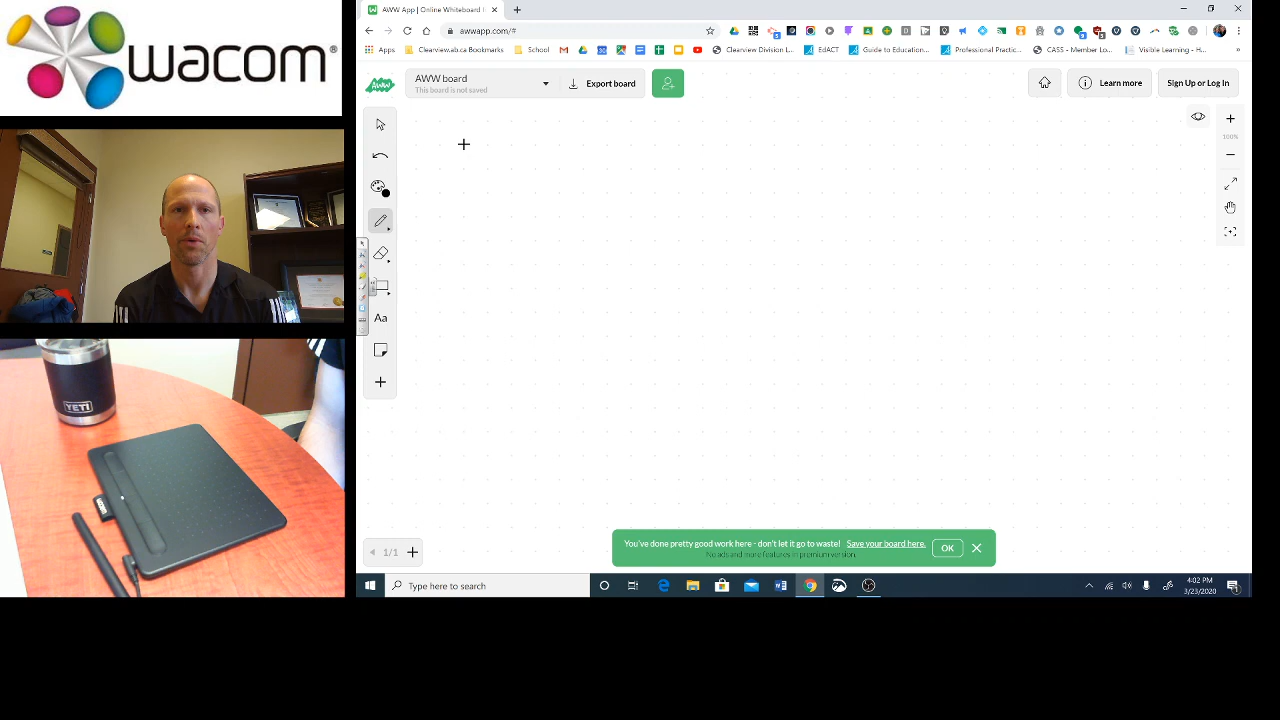 wacom®
YETI
AWW App | Online Whiteboard
awwapp.com/#
Apps
Clearview.ab.ca Bookmarks
School
Clearview Division L...
EdACT
Guide to Education...
Professional Practic...
CASS - Member Lo...
Visible Learning - H...
AWW
AWW board
This board is not saved
Export board
Learn more
Sign Up or Log In
100%
Aa
1/1
You've done pretty good work here - don't let it go to waste! Save your board here.
No ads and more features in premium version.
OK
Type here to search
4:02 PM
3/23/2020